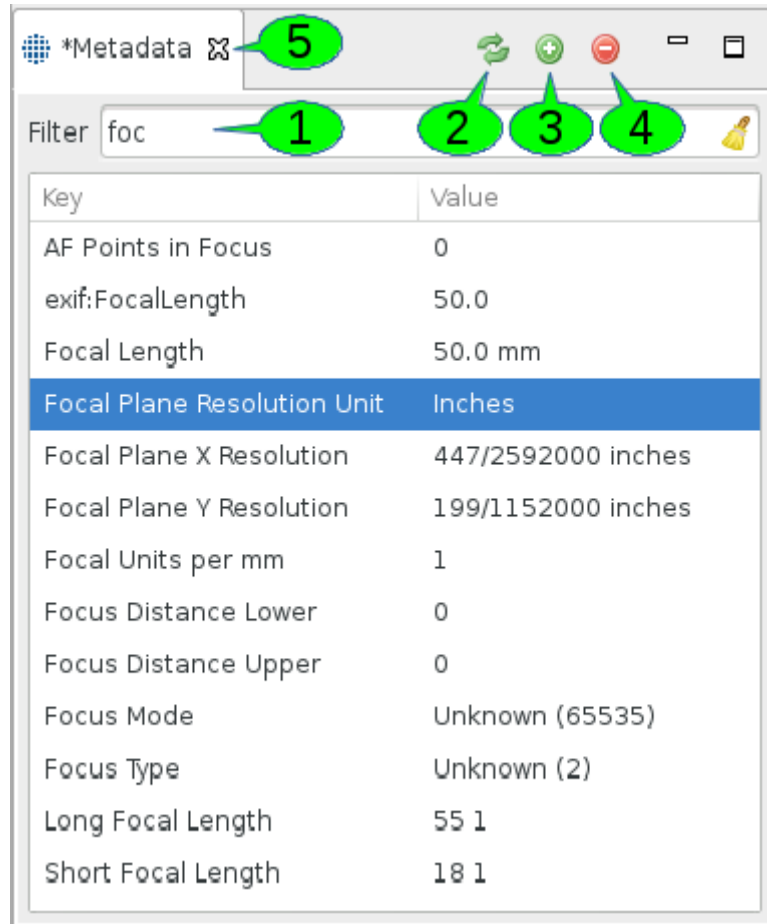 *Metadata 5
Filter foc 1 2 3 4
Key Value
AF Points in Focus 0
exif:FocalLength 50.0
Focal Length 50.0 mm
Focal Plane Resolution Unit Inches
Focal Plane X Resolution 447/2592000 inches
Focal Plane Y Resolution 199/1152000 inches
Focal Units per mm 1
Focus Distance Lower 0
Focus Distance Upper 0
Focus Mode Unknown (65535)
Focus Type Unknown (2)
Long Focal Length 55 1
Short Focal Length 18 1